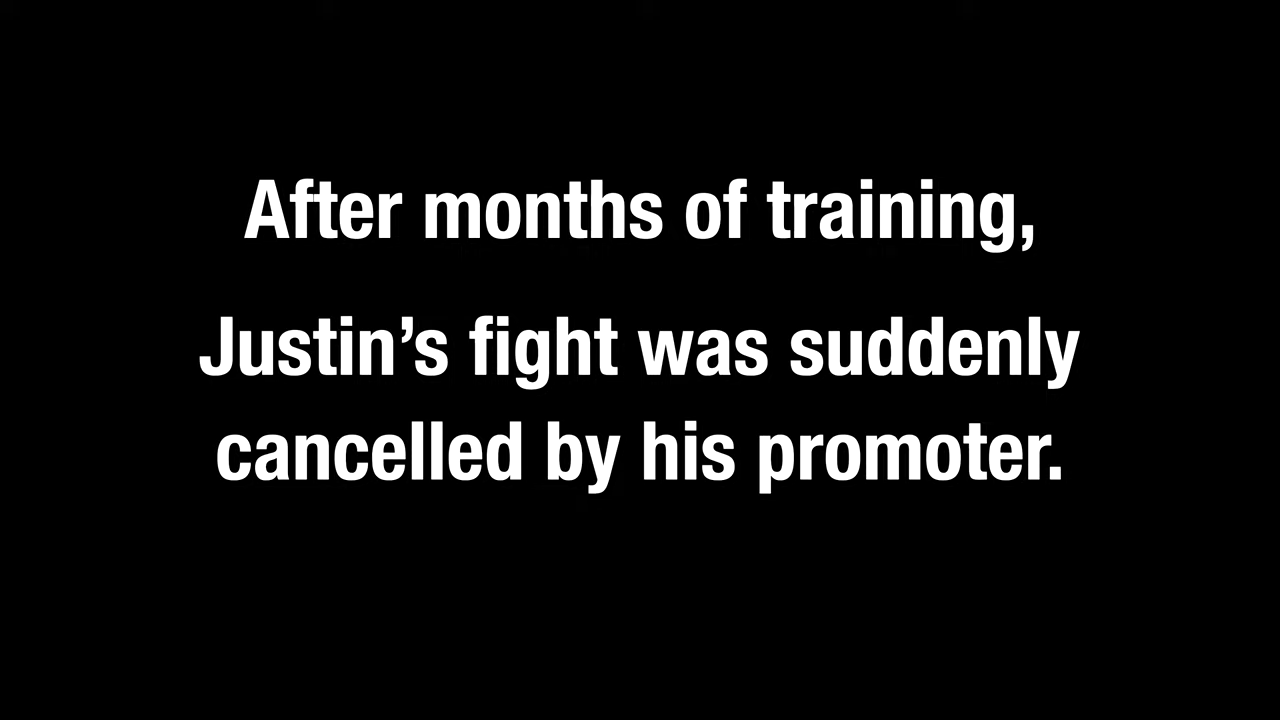 After months of training,
Justin’s fight was suddenly
cancelled by his promoter.